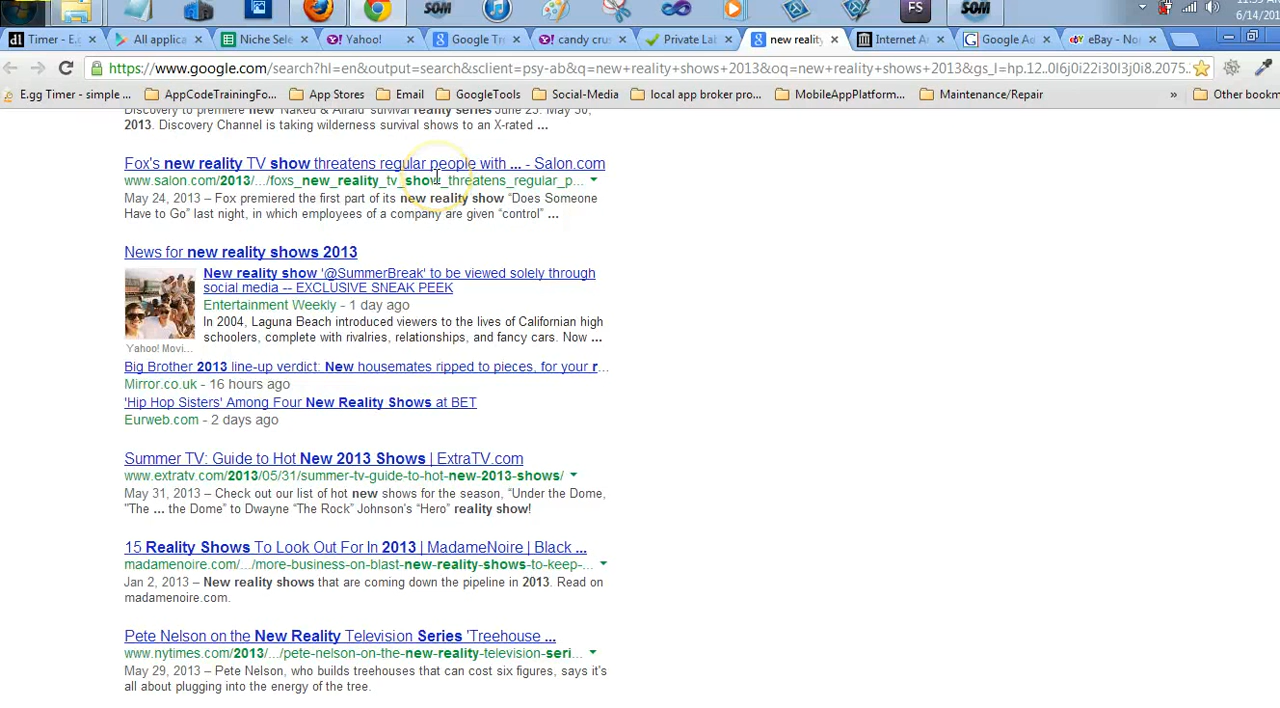 SOM
FS
SOM
11:53 AM
6/14/201
Timer - E.g
All applica
Niche Sele
Yahoo!
Google Tr
candy cru
Private Lab
new reality
Internet A
Google Ad
eBay - No
https://www.google.com/search?hl=en&output=search&sclient=psy-ab&q=new+reality+shows+2013&oq=new+reality+shows+2013&gs_l=hp.12..0l6j0i22i30l3j0i8.2075...
E.gg Timer - simple ...
AppCodeTrainingFo...
App Stores
Email
GoogleTools
Social-Media
local app broker pro...
MobileAppPlatform...
Maintenance/Repair
»
Other bookm
Discovery to premiere new 'Naked & Afraid' survival reality series June 23. May 30,
2013. Discovery Channel is taking wilderness survival shows to an X-rated ...
Fox's new reality TV show threatens regular people with ... - Salon.com
www.salon.com/2013/.../foxs_new_reality_tv_show_threatens_regular_p...
May 24, 2013 – Fox premiered the first part of its new reality show “Does Someone
Have to Go” last night, in which employees of a company are given “control” ...
News for new reality shows 2013
New reality show '@SummerBreak' to be viewed solely through
social media -- EXCLUSIVE SNEAK PEEK
Entertainment Weekly - 1 day ago
In 2004, Laguna Beach introduced viewers to the lives of Californian high
schoolers, complete with rivalries, relationships, and fancy cars. Now ...
Yahoo! Movi...
Big Brother 2013 line-up verdict: New housemates ripped to pieces, for your r...
Mirror.co.uk - 16 hours ago
'Hip Hop Sisters' Among Four New Reality Shows at BET
Eurweb.com - 2 days ago
Summer TV: Guide to Hot New 2013 Shows | ExtraTV.com
www.extratv.com/2013/05/31/summer-tv-guide-to-hot-new-2013-shows/
May 31, 2013 – Check out our list of hot new shows for the season, “Under the Dome,
"The ... the Dome” to Dwayne “The Rock” Johnson's “Hero” reality show!
15 Reality Shows To Look Out For In 2013 | MadameNoire | Black ...
madamenoire.com/.../more-business-on-blast-new-reality-shows-to-keep-...
Jan 2, 2013 – New reality shows that are coming down the pipeline in 2013. Read on
madamenoire.com.
Pete Nelson on the New Reality Television Series 'Treehouse ...
www.nytimes.com/2013/.../pete-nelson-on-the-new-reality-television-seri...
May 29, 2013 – Pete Nelson, who builds treehouses that can cost six figures, says it's
all about plugging into the energy of the tree.